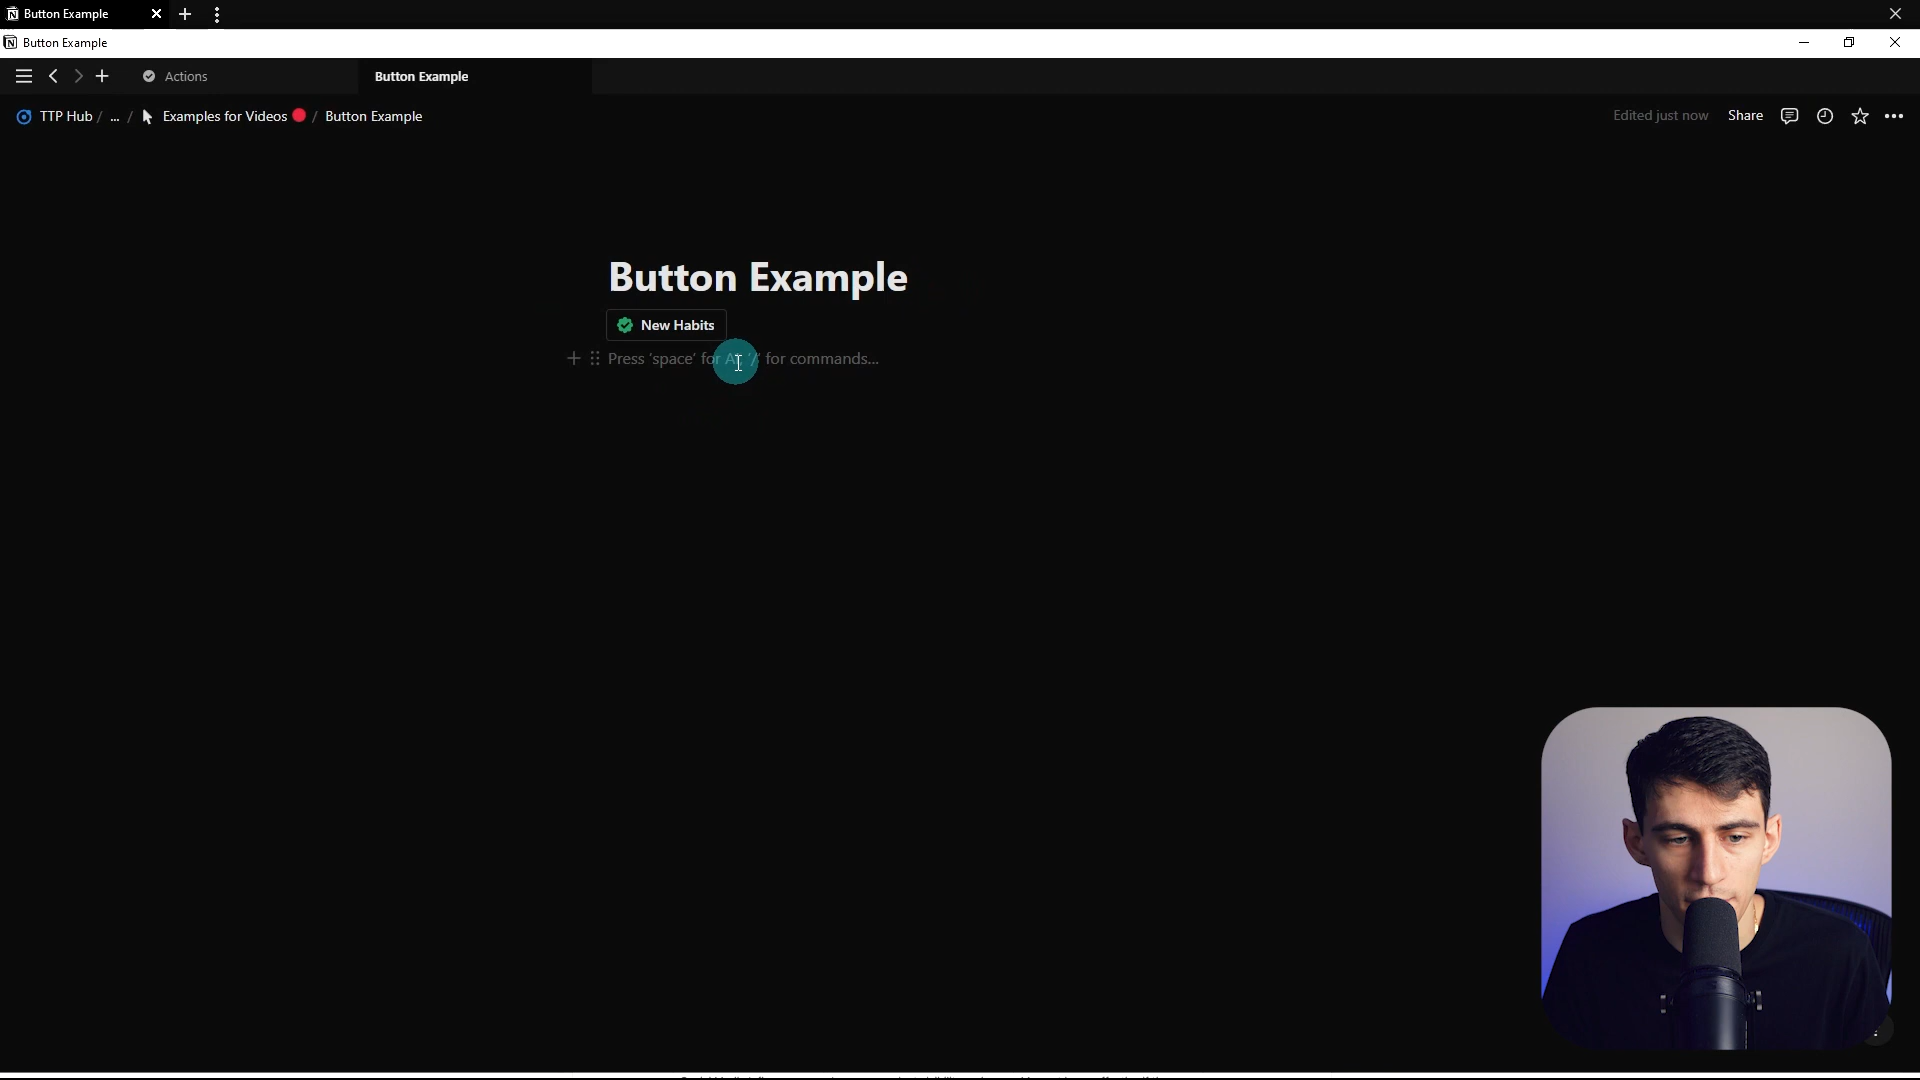 Button Example
Button Example
Actions
Button Example
TTP Hub / ... / Examples for Videos / Button Example
Edited just now
Share
Button Example
New Habits
Press 'space' for AI, '/' for commands...